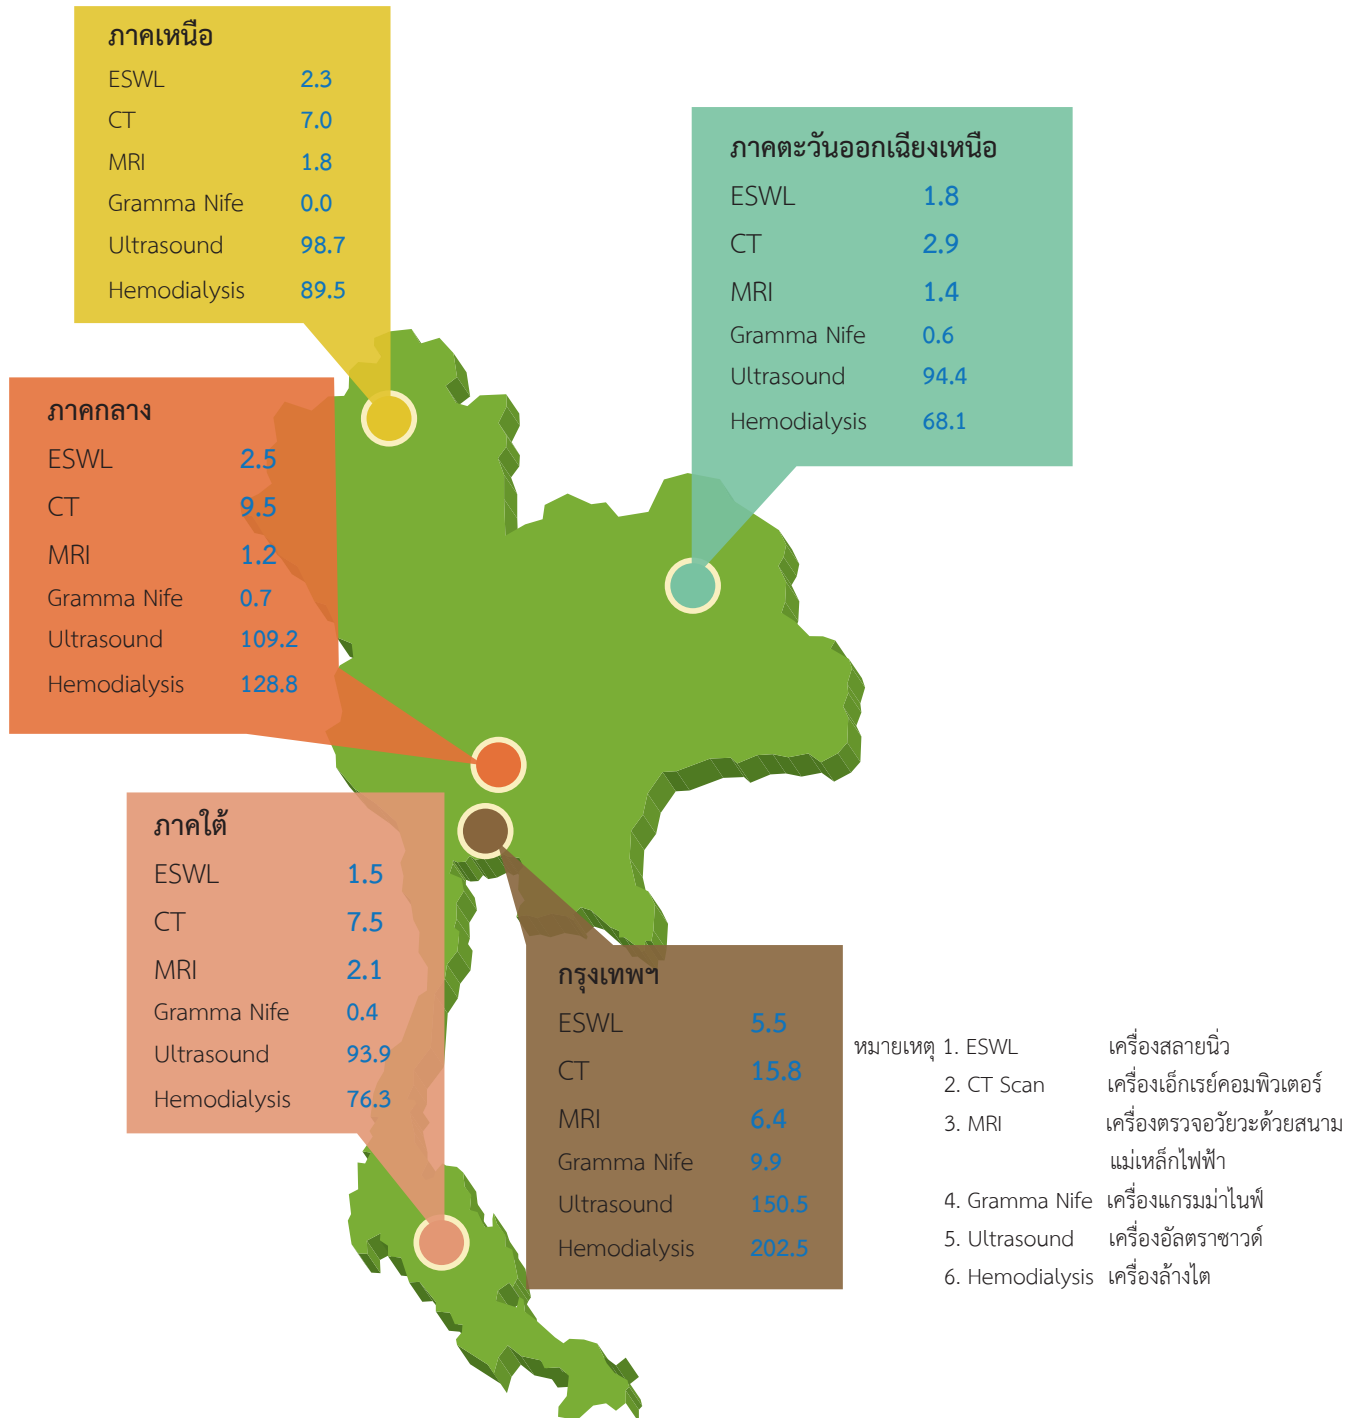 ภาคเหนือ
ESWL 2.3
CT 7.0
MRI 1.8
Gramma Nife 0.0
Ultrasound 98.7
Hemodialysis 89.5
ภาคตะวันออกเฉียงเหนือ
ESWL 1.8
CT 2.9
MRI 1.4
Gramma Nife 0.6
Ultrasound 94.4
Hemodialysis 68.1
ภาคกลาง
ESWL 2.5
CT 9.5
MRI 1.2
Gramma Nife 0.7
Ultrasound 109.2
Hemodialysis 128.8
ภาคใต้
ESWL 1.5
CT 7.5
MRI 2.1
Gramma Nife 0.4
Ultrasound 93.9
Hemodialysis 76.3
กรุงเทพฯ
ESWL 5.5
CT 15.8
MRI 6.4
Gramma Nife 9.9
Ultrasound 150.5
Hemodialysis 202.5
หมายเหตุ 1. ESWL เครื่องสลายนิ่ว
2. CT Scan เครื่องเอ็กเรย์คอมพิวเตอร์
3. MRI เครื่องตรวจอวัยวะด้วยสนาม
แม่เหล็กไฟฟ้า
4. Gramma Nife เครื่องแกรมม่าไนฟ์
5. Ultrasound เครื่องอัลตราซาวด์
6. Hemodialysis เครื่องล้างไต